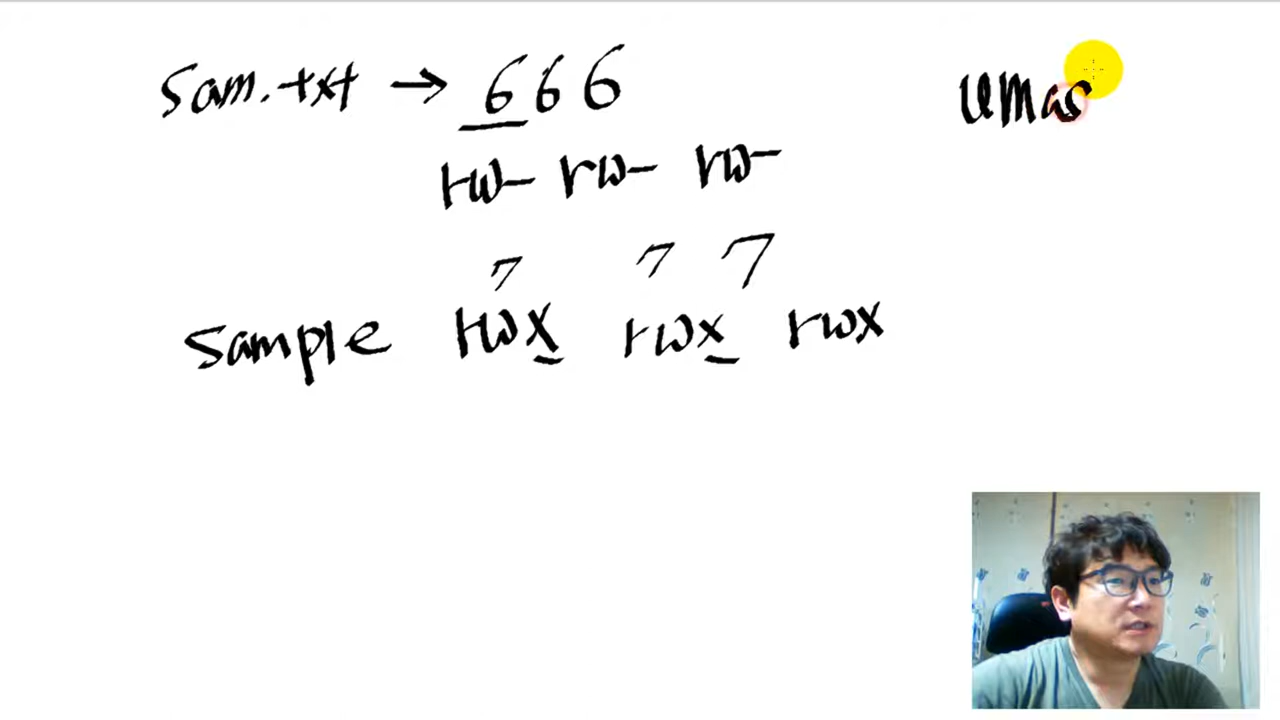 sam.txt → 666
umas
rw- rw- rw-
7 7 7
sample rwx rwx rwx